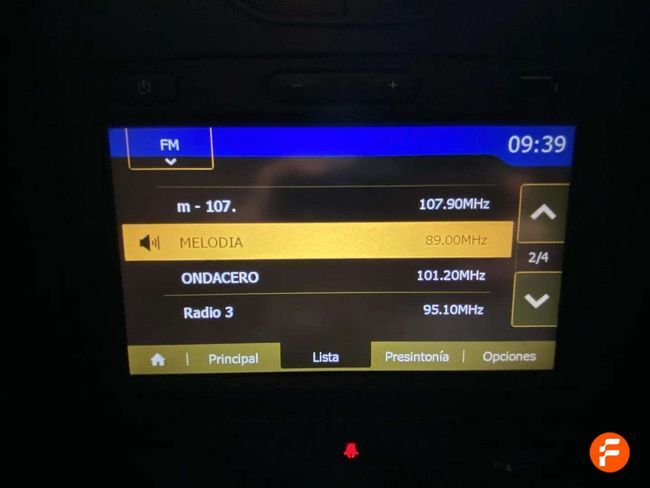 FM
09:39
m - 107.
107.90MHz
MELODIA
89.00MHz
ONDACERO
101.20MHz
2/4
Radio 3
95.10MHz
Principal
Lista
Presintonía
Opciones